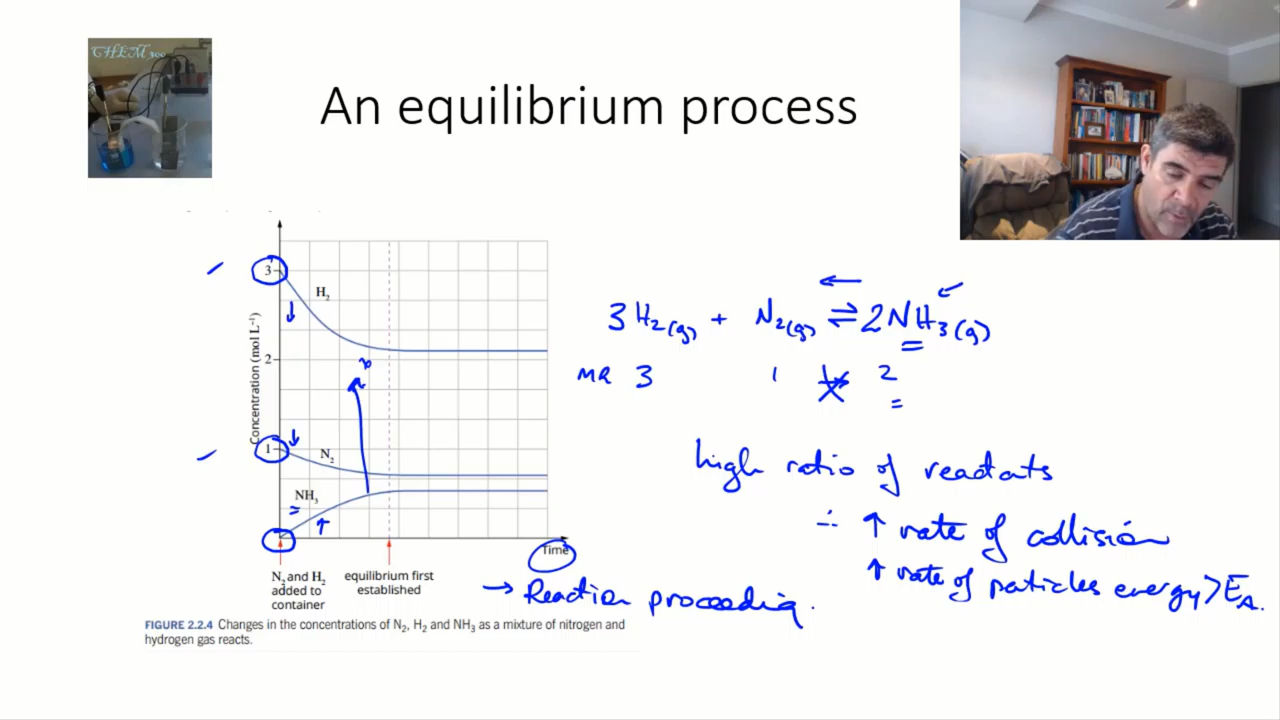 CHEM300
An equilibrium process
3
H₂
2
1
N₂
NH₃
Concentration (mol L⁻¹)
Time
N₂ and H₂
added to
container
equilibrium first
established
FIGURE 2.2.4 Changes in the concentrations of N₂, H₂ and NH₃ as a mixture of nitrogen and
hydrogen gas reacts.
3H₂(g) + N₂(g) ⇌ 2NH₃(g)
MR 3 1 2
high ratio of reactants
∴ ↑ rate of collision
↑ rate of particles energy > EA.
→ Reaction proceeding.